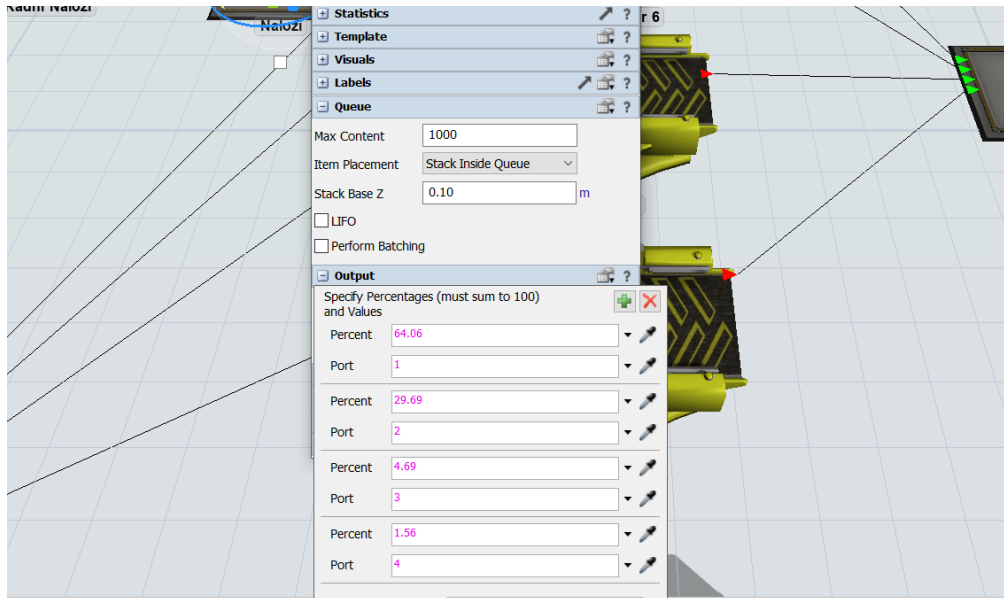 Radni Nalozi
Nalozi
Statistics ?
r 6
Template ?
Visuals ?
Labels ?
Queue ?
Max Content 1000
Item Placement Stack Inside Queue
Stack Base Z 0.10 m
LIFO
Perform Batching
Output ?
Specify Percentages (must sum to 100)
and Values
Percent 64.06
Port 1
Percent 29.69
Port 2
Percent 4.69
Port 3
Percent 1.56
Port 4